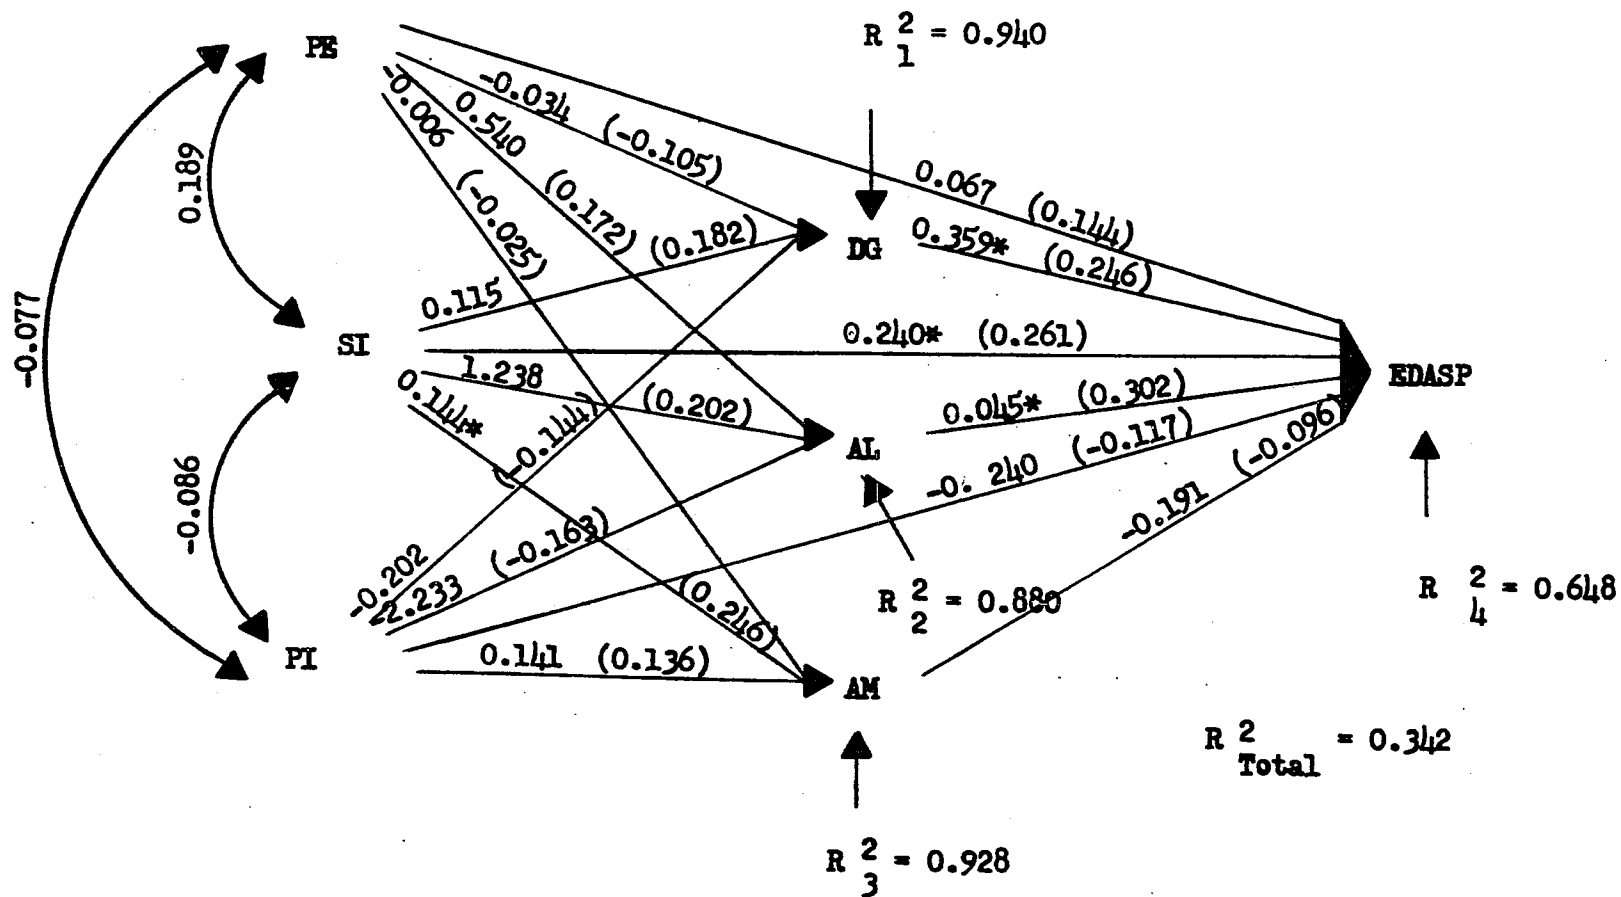 PE
R 2 1 = 0.940
-0.034 (-0.105)
0.540 (0.172)
-0.006 (-0.025)
0.067 (0.144)
0.189
0.115 (0.182)
DG
0.359* (0.246)
-0.077
SI
0.240* (0.261)
EDASP
1.238 (0.202)
0.144* (0.246)
0.045* (0.302)
AL
-0.240 (-0.117)
-0.191 (-0.096)
-0.086
-0.202 (-0.144)
-2.233 (-0.163)
R 2 2 = 0.880
R 2 4 = 0.648
PI
0.141 (0.136)
AM
R 2 Total = 0.342
R 2 3 = 0.928